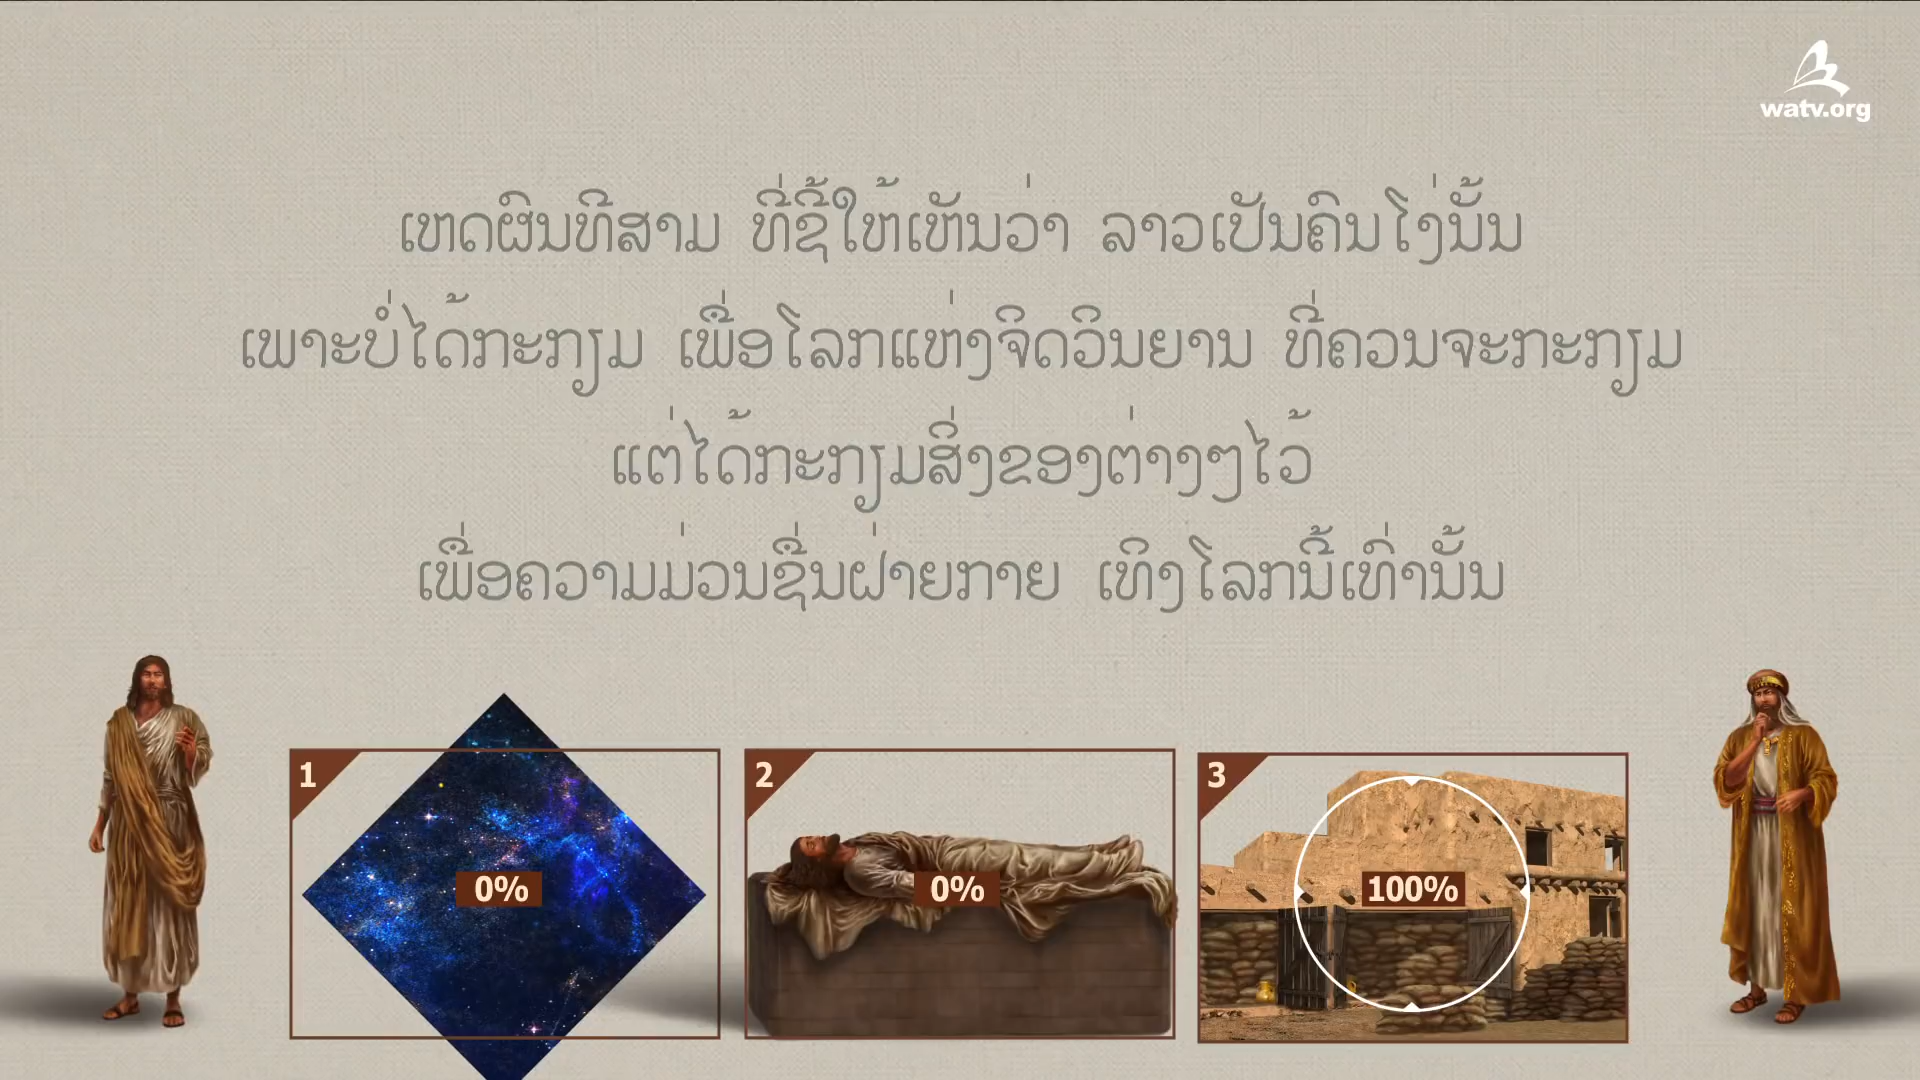 watv.org
ເຫດຜົນທີສາມ ທີ່ຊີ້ໃຫ້ເຫັນວ່າ ລາວເປັນຄົນໂງ່ນັ້ນ
ເພາະບໍ່ໄດ້ກະກຽມ ເພື່ອໂລກແຫ່ງຈິດວິນຍານ ທີ່ຄວນຈະກະກຽມ
ແຕ່ໄດ້ກະກຽມສິ່ງຂອງຕ່າງໆໄວ້
ເພື່ອຄວາມມ່ວນຊື່ນຝ່າຍກາຍ ເທິງໂລກນີ້ເທົ່ານັ້ນ
1
0%
2
0%
3
100%